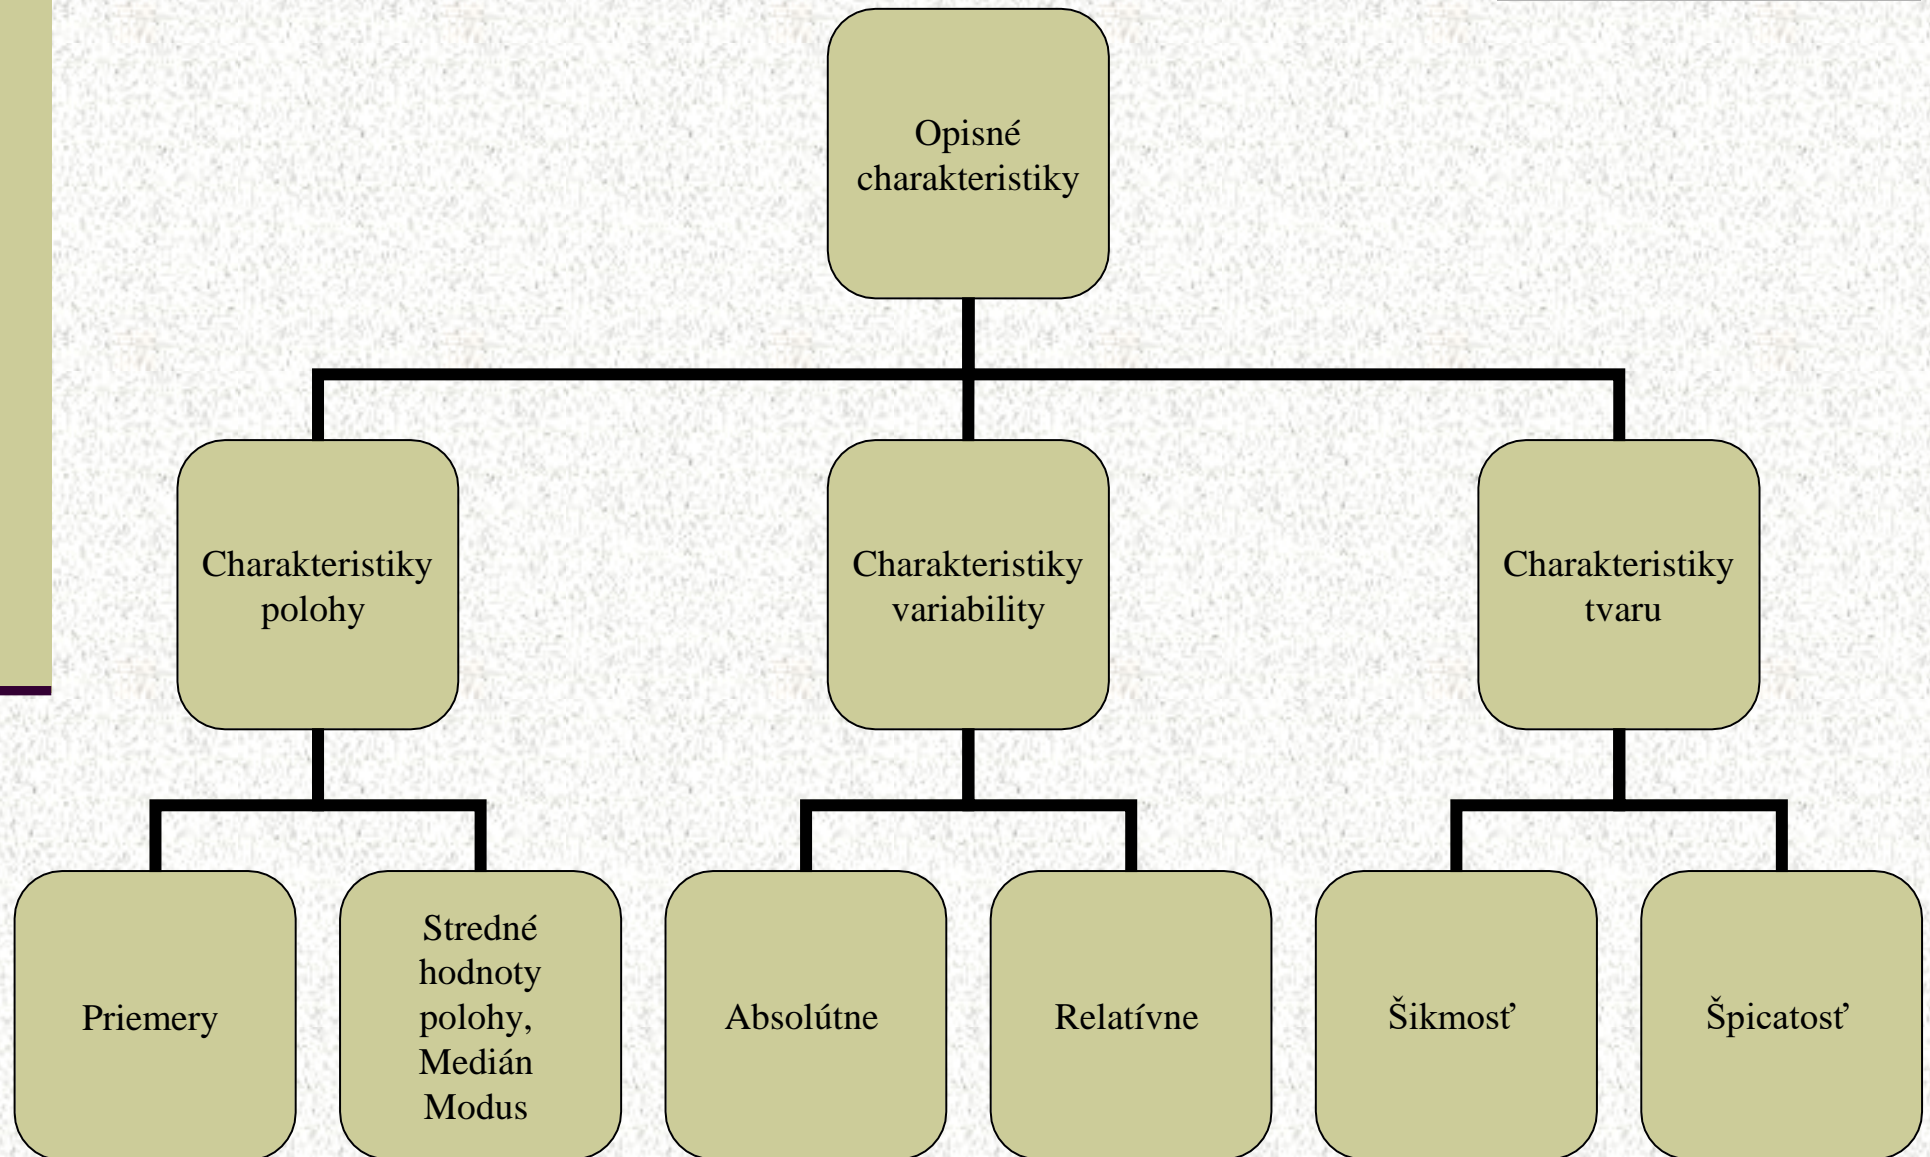 Opisné
charakteristiky
Charakteristiky
polohy
Charakteristiky
variability
Charakteristiky
tvaru
Priemery
Stredné
hodnoty
polohy,
Medián
Modus
Absolútne
Relatívne
Šikmosť
Špicatosť